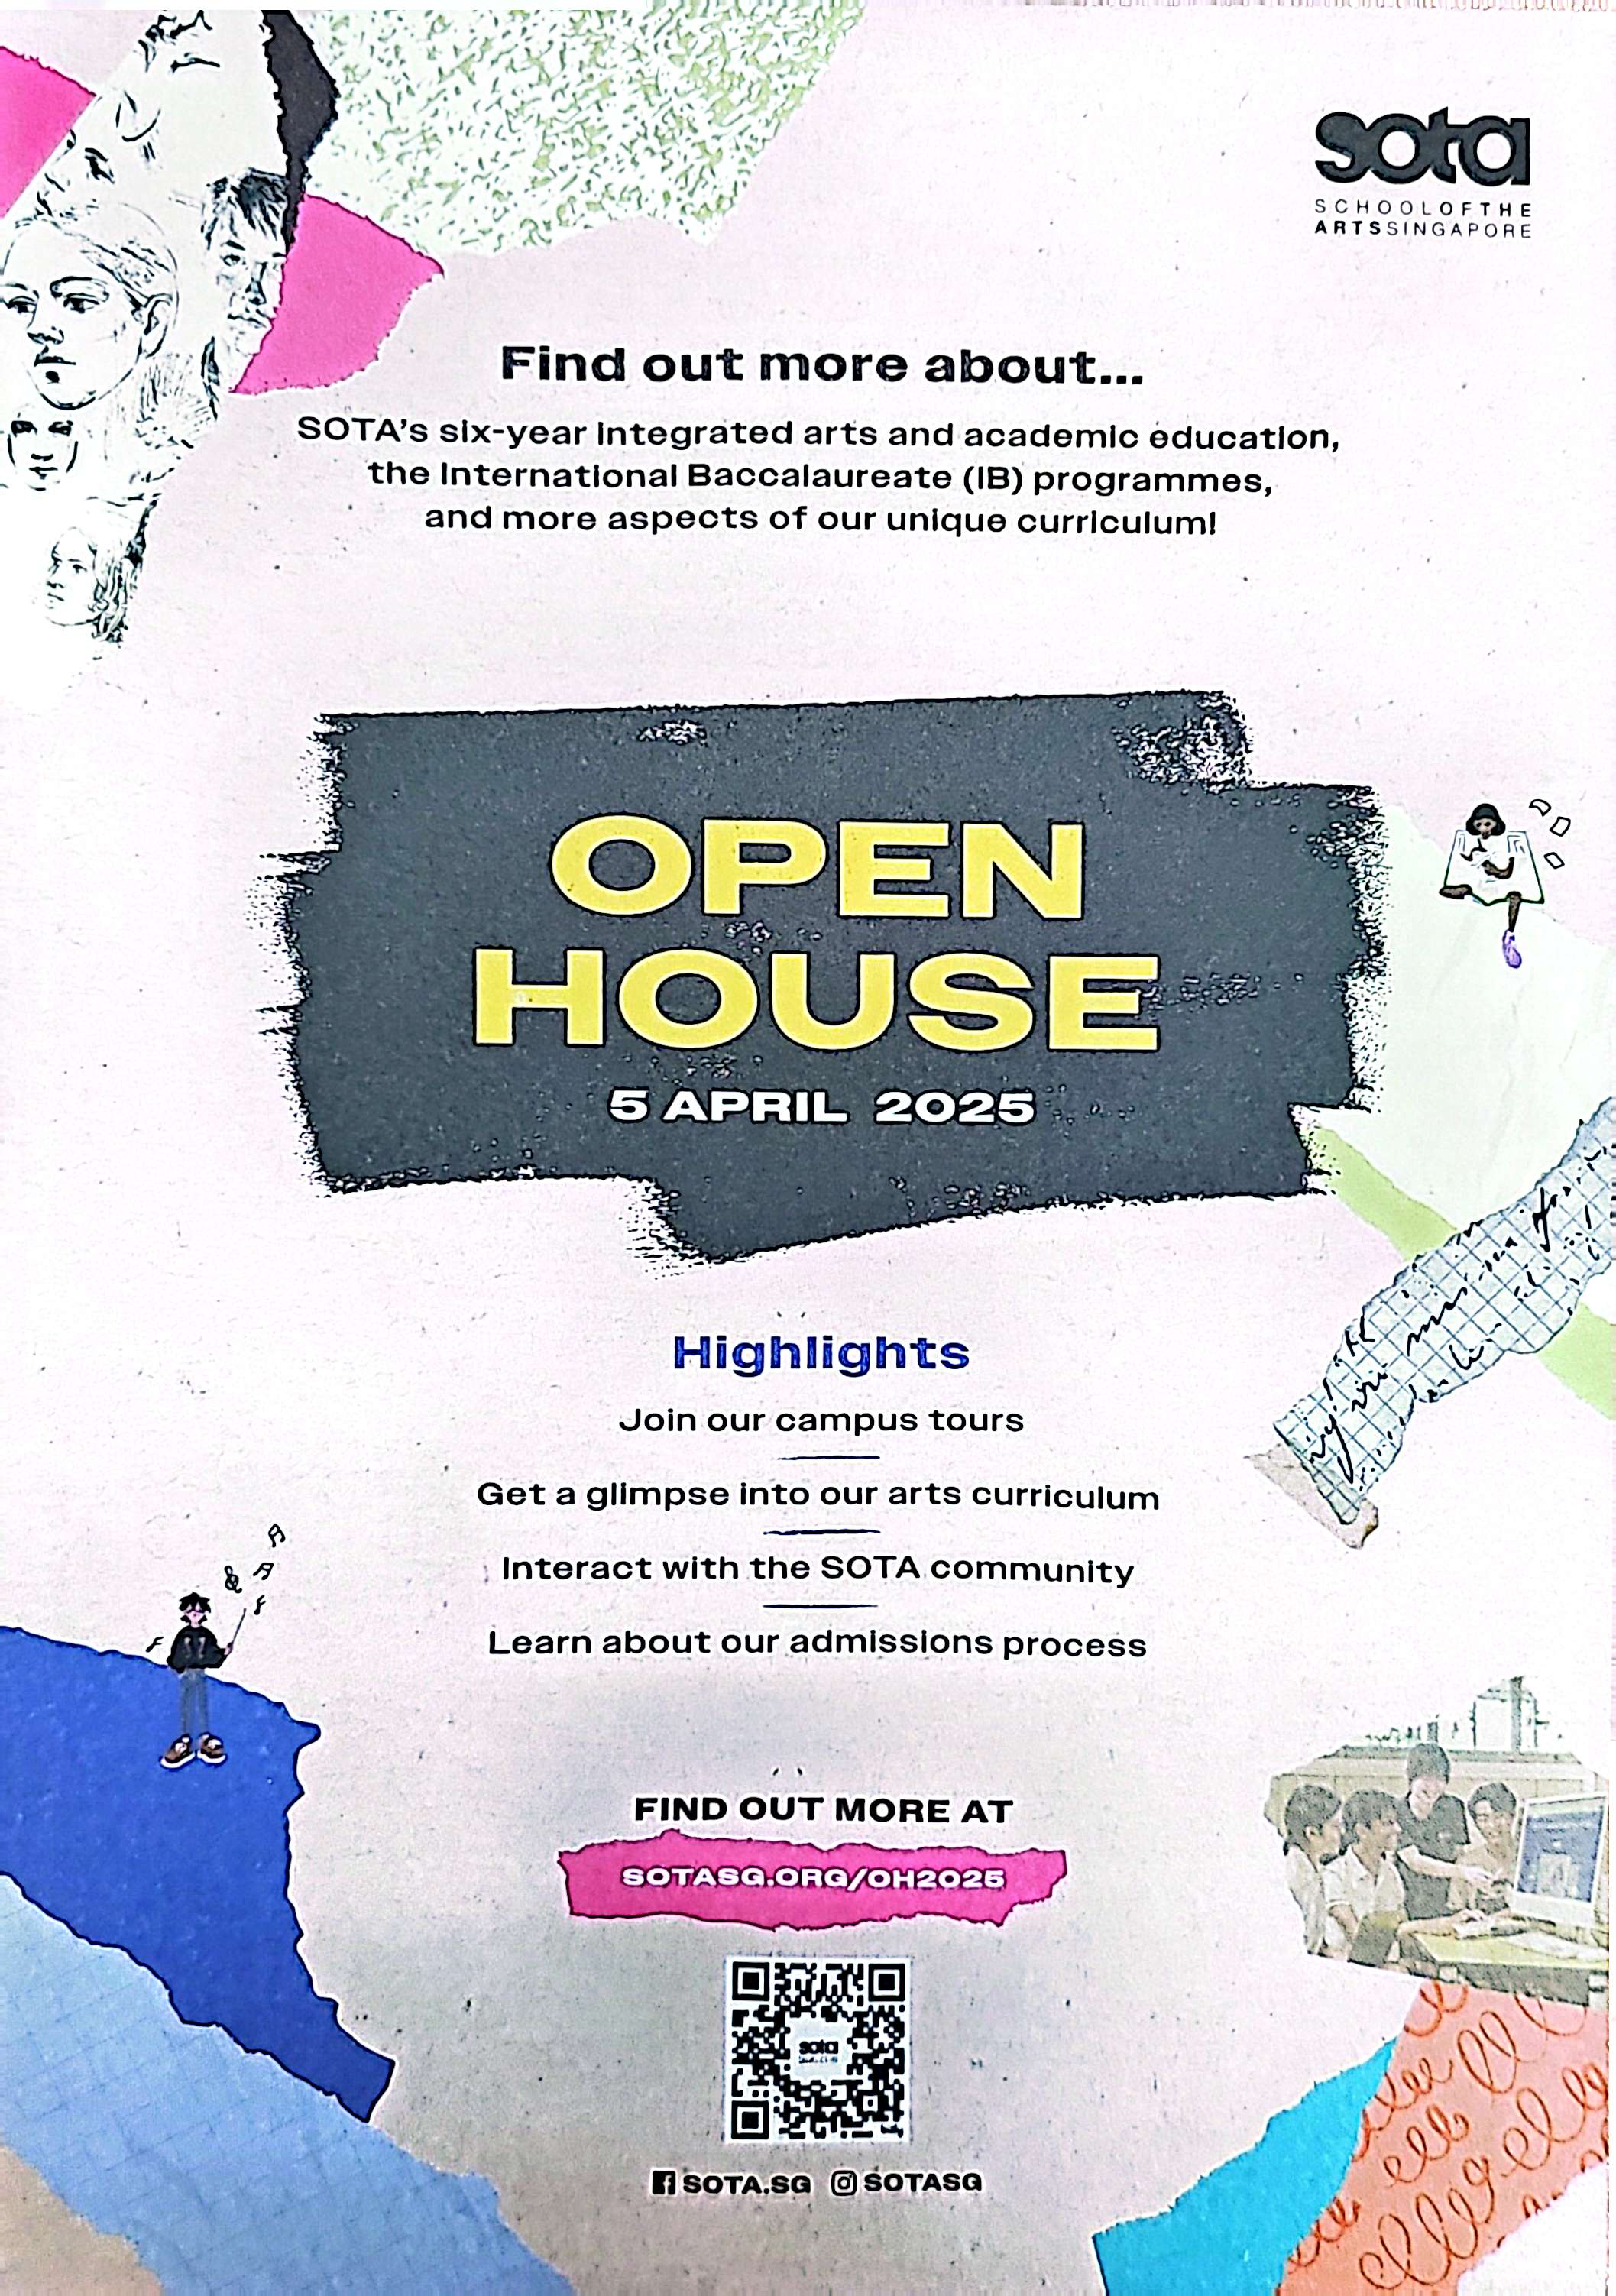 sota
SCHOOLOFTHE
ARTSSINGAPORE
Find out more about...
SOTA's six-year integrated arts and academic education,
the International Baccalaureate (IB) programmes,
and more aspects of our unique curriculum!
OPEN
HOUSE
5 APRIL 2025
Highlights
Join our campus tours
Get a glimpse into our arts curriculum
Interact with the SOTA community
Learn about our admissions process
FIND OUT MORE AT
SOTASG.ORG/OH2025
sota
SOTA.SG SOTASG